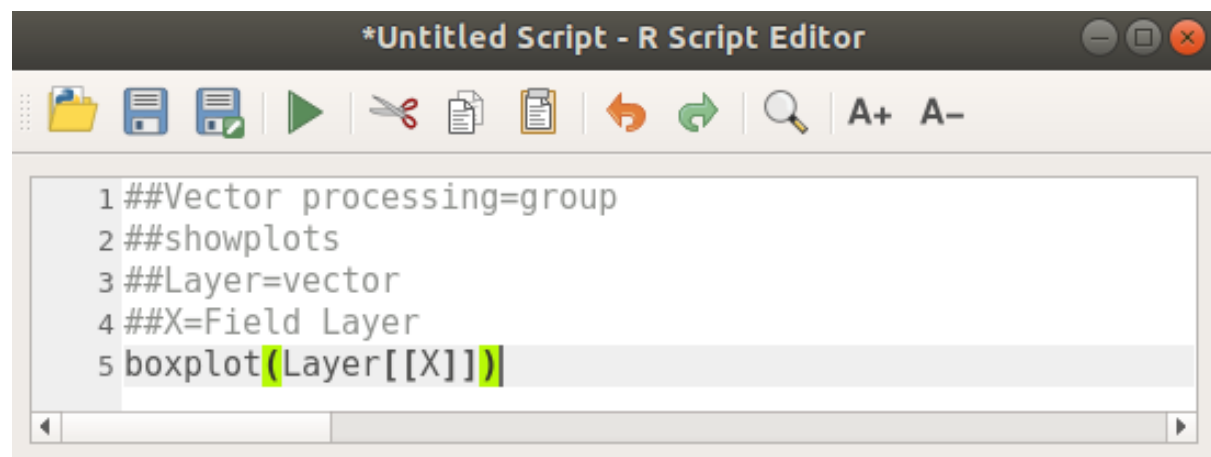 *Untitled Script - R Script Editor
A+ A−
1 ##Vector processing=group
2 ##showplots
3 ##Layer=vector
4 ##X=Field Layer
5 boxplot(Layer[[X]])